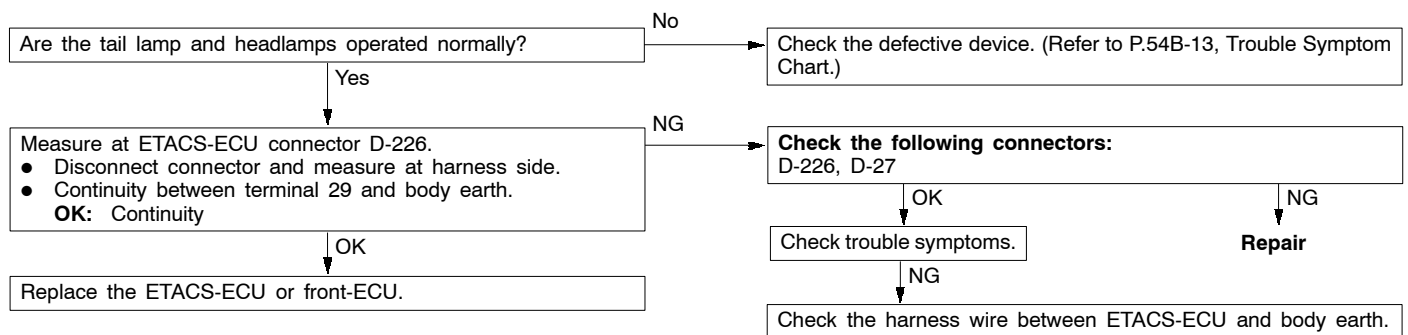 Are the tail lamp and headlamps operated normally?
No
Check the defective device. (Refer to P.54B-13, Trouble Symptom
Chart.)
Yes
Measure at ETACS-ECU connector D-226.
● Disconnect connector and measure at harness side.
● Continuity between terminal 29 and body earth.
OK: Continuity
NG
Check the following connectors:
D-226, D-27
OK
NG
Check trouble symptoms.
Repair
OK
NG
Replace the ETACS-ECU or front-ECU.
Check the harness wire between ETACS-ECU and body earth.